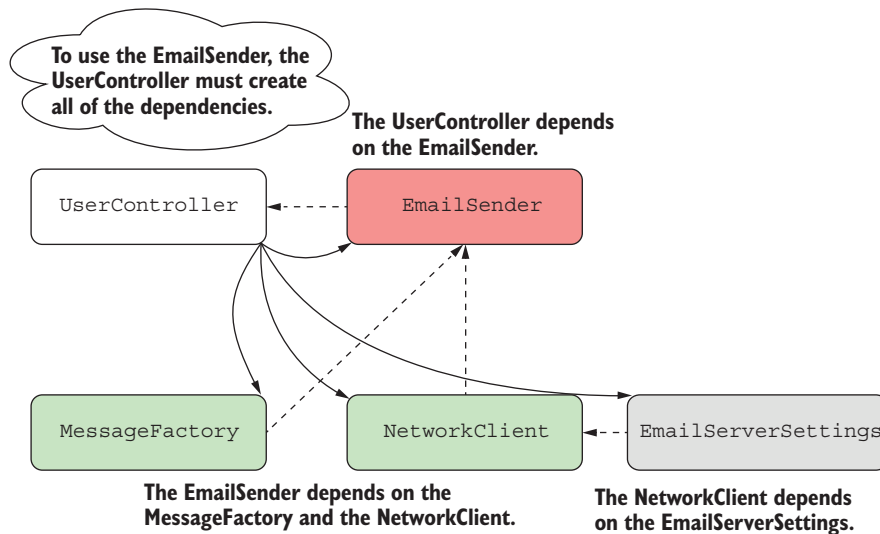 To use the EmailSender, the
UserController must create
all of the dependencies.
The UserController depends
on the EmailSender.
UserController
EmailSender
MessageFactory
NetworkClient
EmailServerSettings
The EmailSender depends on the
MessageFactory and the NetworkClient.
The NetworkClient depends
on the EmailServerSettings.